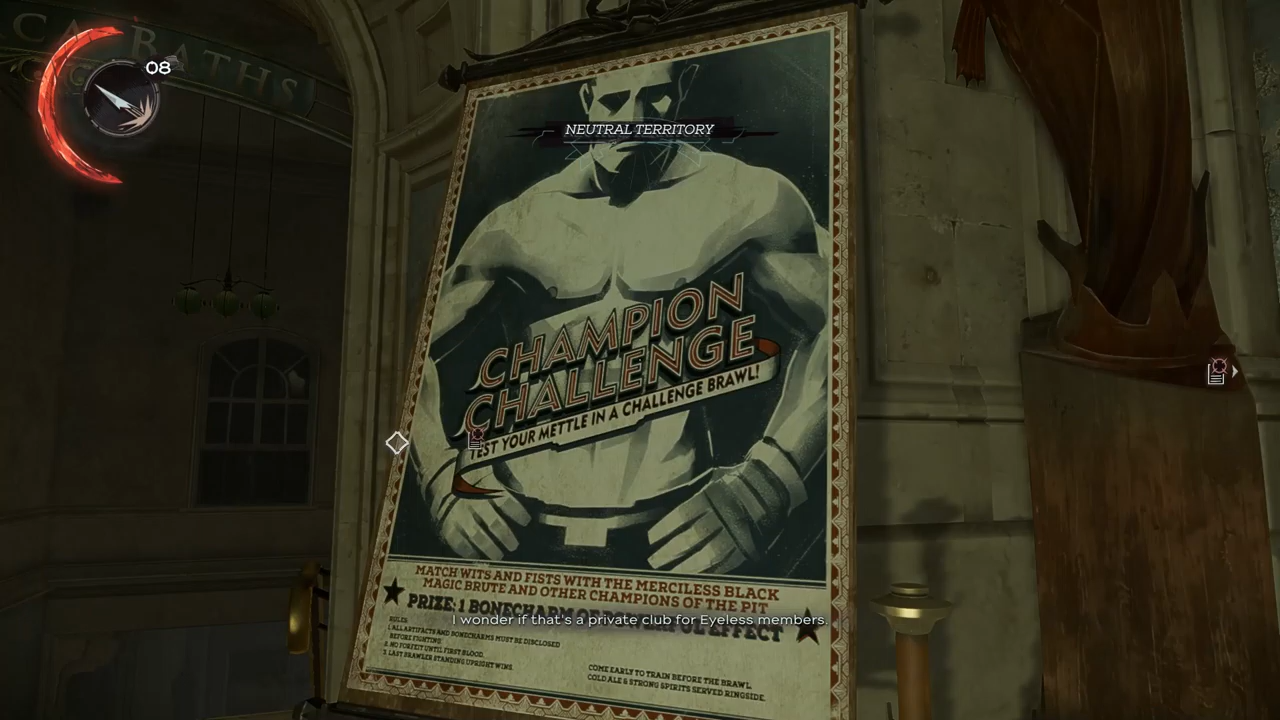 CA BATHS
08
NEUTRAL TERRITORY
CHAMPION
CHALLENGE
TEST YOUR METTLE IN A CHALLENGE BRAWL!
MATCH WITS AND FISTS WITH THE MERCILESS BLACK
MAGIC BRUTE AND OTHER CHAMPIONS OF THE PIT
PRIZE: 1 BONECHARM OF POWERFUL EFFECT
I wonder if that's a private club for Eyeless members.
RULES:
1. ALL ARTIFACTS AND BONECHARMS MUST BE DISCLOSED
BEFORE FIGHTING.
2. NO FORFEIT UNTIL FIRST BLOOD.
3. LAST BRAWLER STANDING UPRIGHT WINS.
COME EARLY TO TRAIN BEFORE THE BRAWL.
COLD ALE & STRONG SPIRITS SERVED RINGSIDE.